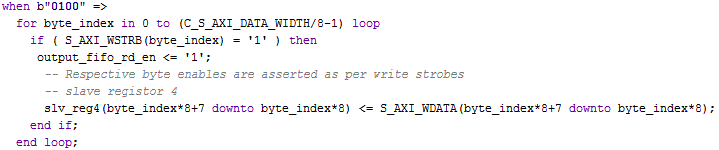 when b"0100" =>
for byte_index in 0 to (C_S_AXI_DATA_WIDTH/8-1) loop
if ( S_AXI_WSTRB(byte_index) = '1' ) then
output_fifo_rd_en <= '1';
-- Respective byte enables are asserted as per write strobes
-- slave registor 4
slv_reg4(byte_index*8+7 downto byte_index*8) <= S_AXI_WDATA(byte_index*8+7 downto byte_index*8);
end if;
end loop;